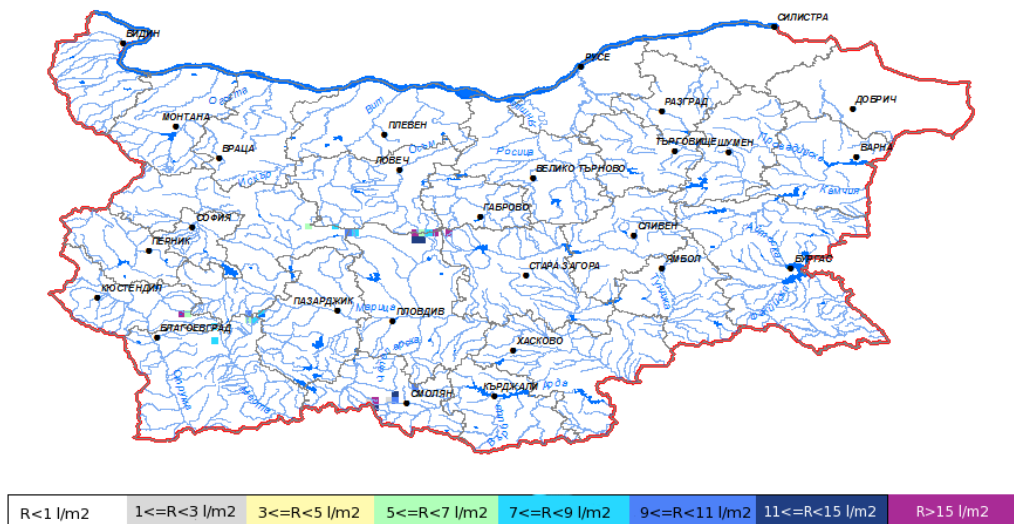 СИЛИСТРА
ВИДИН
РУСЕ
ДОБРИЧ
Огоста
Вит
РАЗГРАД
МОНТАНА
ПЛЕВЕН
ТЪРГОВИЩЕ
ШУМЕН
Провадийска
ВАРНА
ВРАЦА
ЛОВЕЧ
Осъм
Росица
ВЕЛИКО ТЪРНОВО
Искър
Камчия
ГАБРОВО
СОФИЯ
СЛИВЕН
ПЕРНИК
СТАРА ЗАГОРА
ЯМБОЛ
БУРГАС
КЮСТЕНДИЛ
ПАЗАРДЖИК
Марица
ПЛОВДИВ
БЛАГОЕВГРАД
ХАСКОВО
Струма
Места
СМОЛЯН
КЪРДЖАЛИ
R<1 l/m2 1<=R<3 l/m2 3<=R<5 l/m2 5<=R<7 l/m2 7<=R<9 l/m2 9<=R<11 l/m2 11<=R<15 l/m2 R>15 l/m2